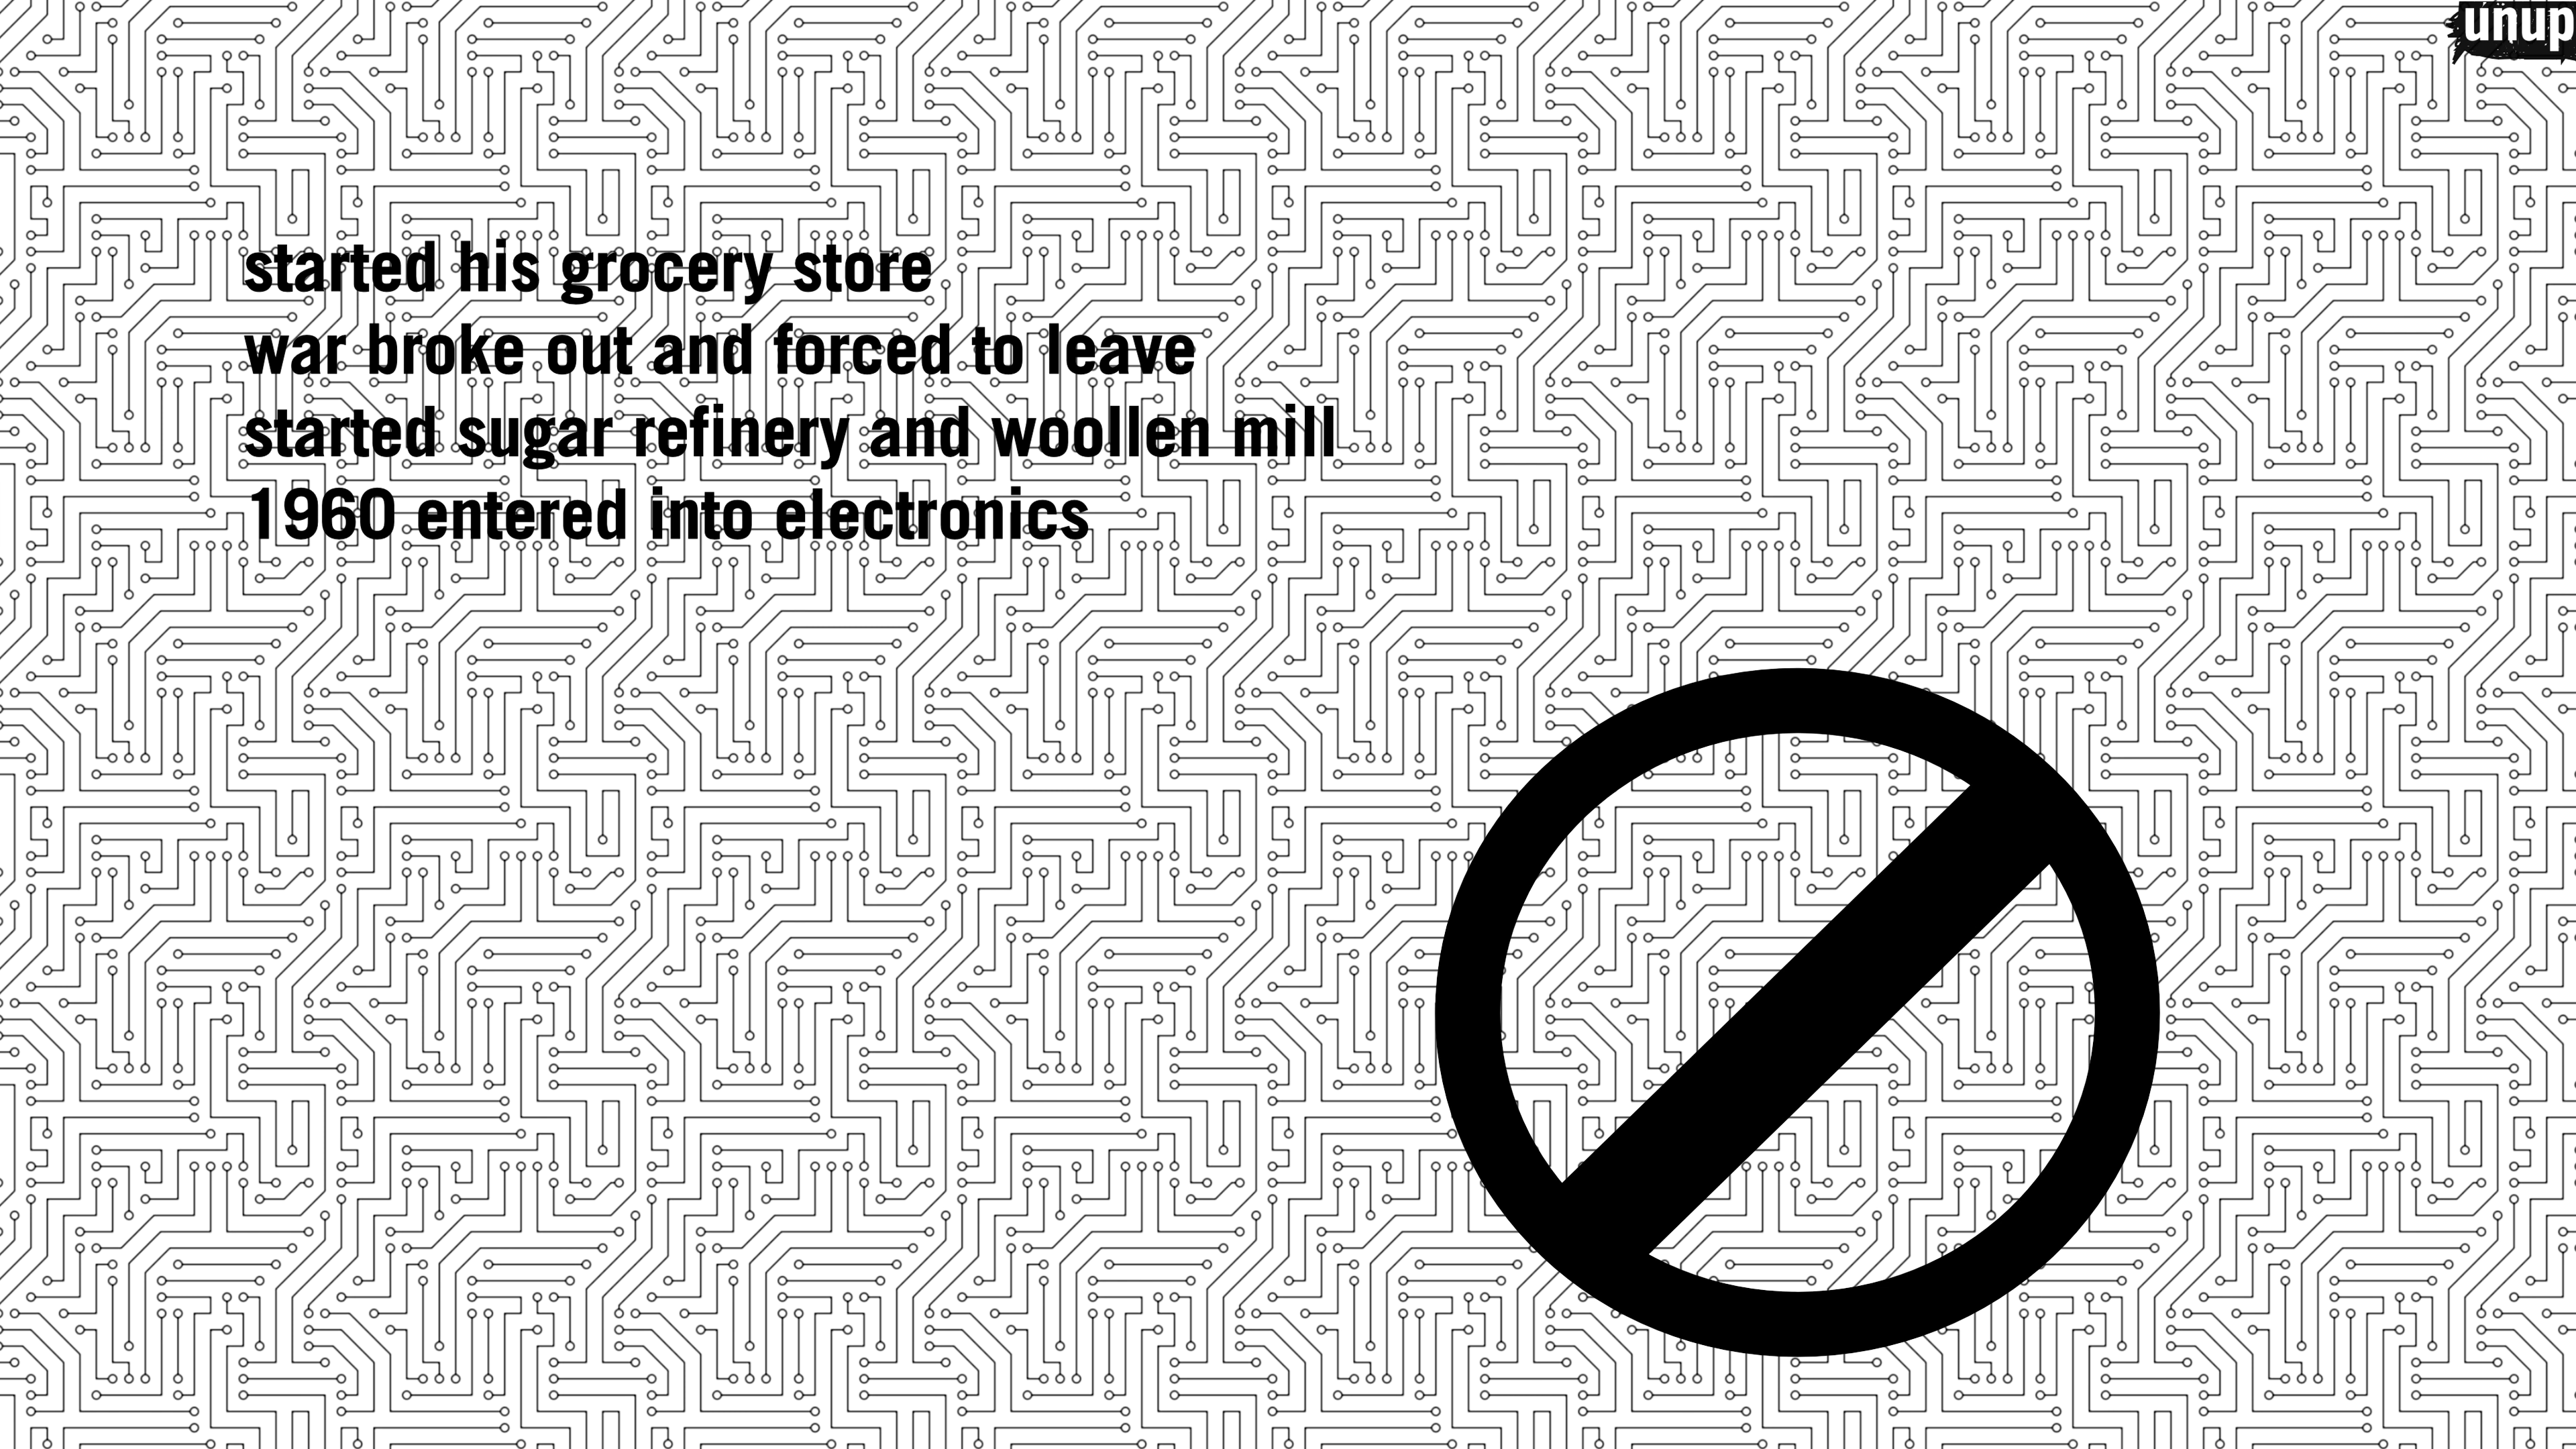 unup
started his grocery store
war broke out and forced to leave
started sugar refinery and woollen mill
1960 entered into electronics